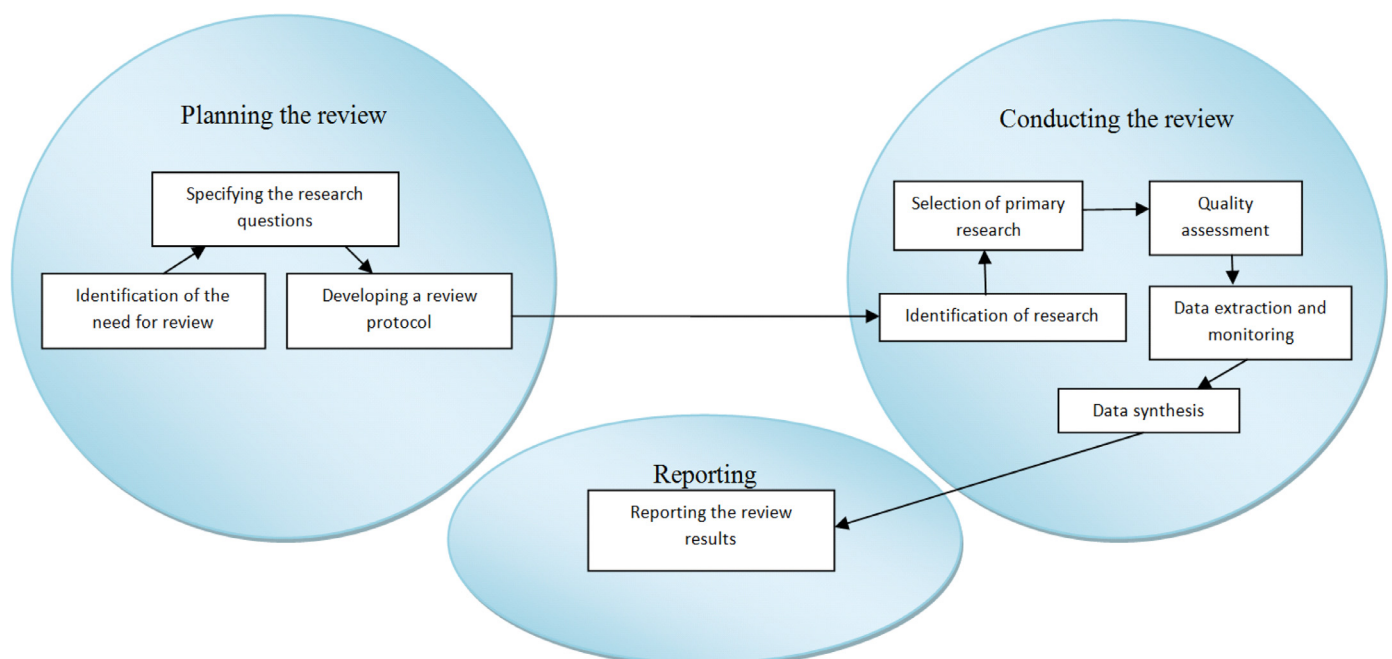 Planning the review
Specifying the research
questions
Identification of the
need for review
Developing a review
protocol
Conducting the review
Selection of primary
research
Quality
assessment
Identification of research
Data extraction and
monitoring
Data synthesis
Reporting
Reporting the review
results